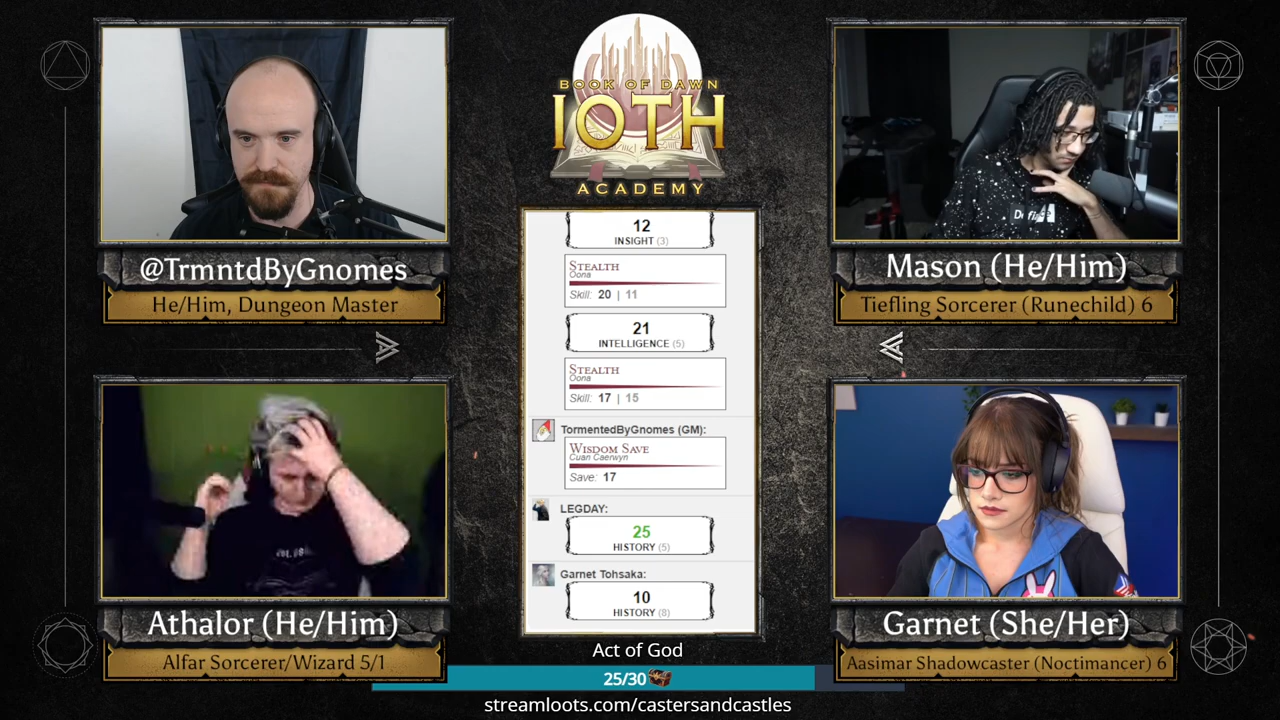 BOOK OF DAWN
IOTH
ACADEMY
@TrmntdByGnomes
He/Him, Dungeon Master
Mason (He/Him)
Tiefling Sorcerer (Runechild) 6
12
INSIGHT (3)
STEALTH
Oona
Skill: 20 | 11
21
INTELLIGENCE (5)
STEALTH
Oona
Skill: 17 | 15
TormentedByGnomes (GM):
WISDOM SAVE
Cuan Caerwyn
Save: 17
LEGDAY:
25
HISTORY (5)
Garnet Tohsaka:
10
HISTORY (8)
Athalor (He/Him)
Alfar Sorcerer/Wizard 5/1
Garnet (She/Her)
Aasimar Shadowcaster (Noctimancer) 6
Act of God
25/30
streamloots.com/castersandcastles